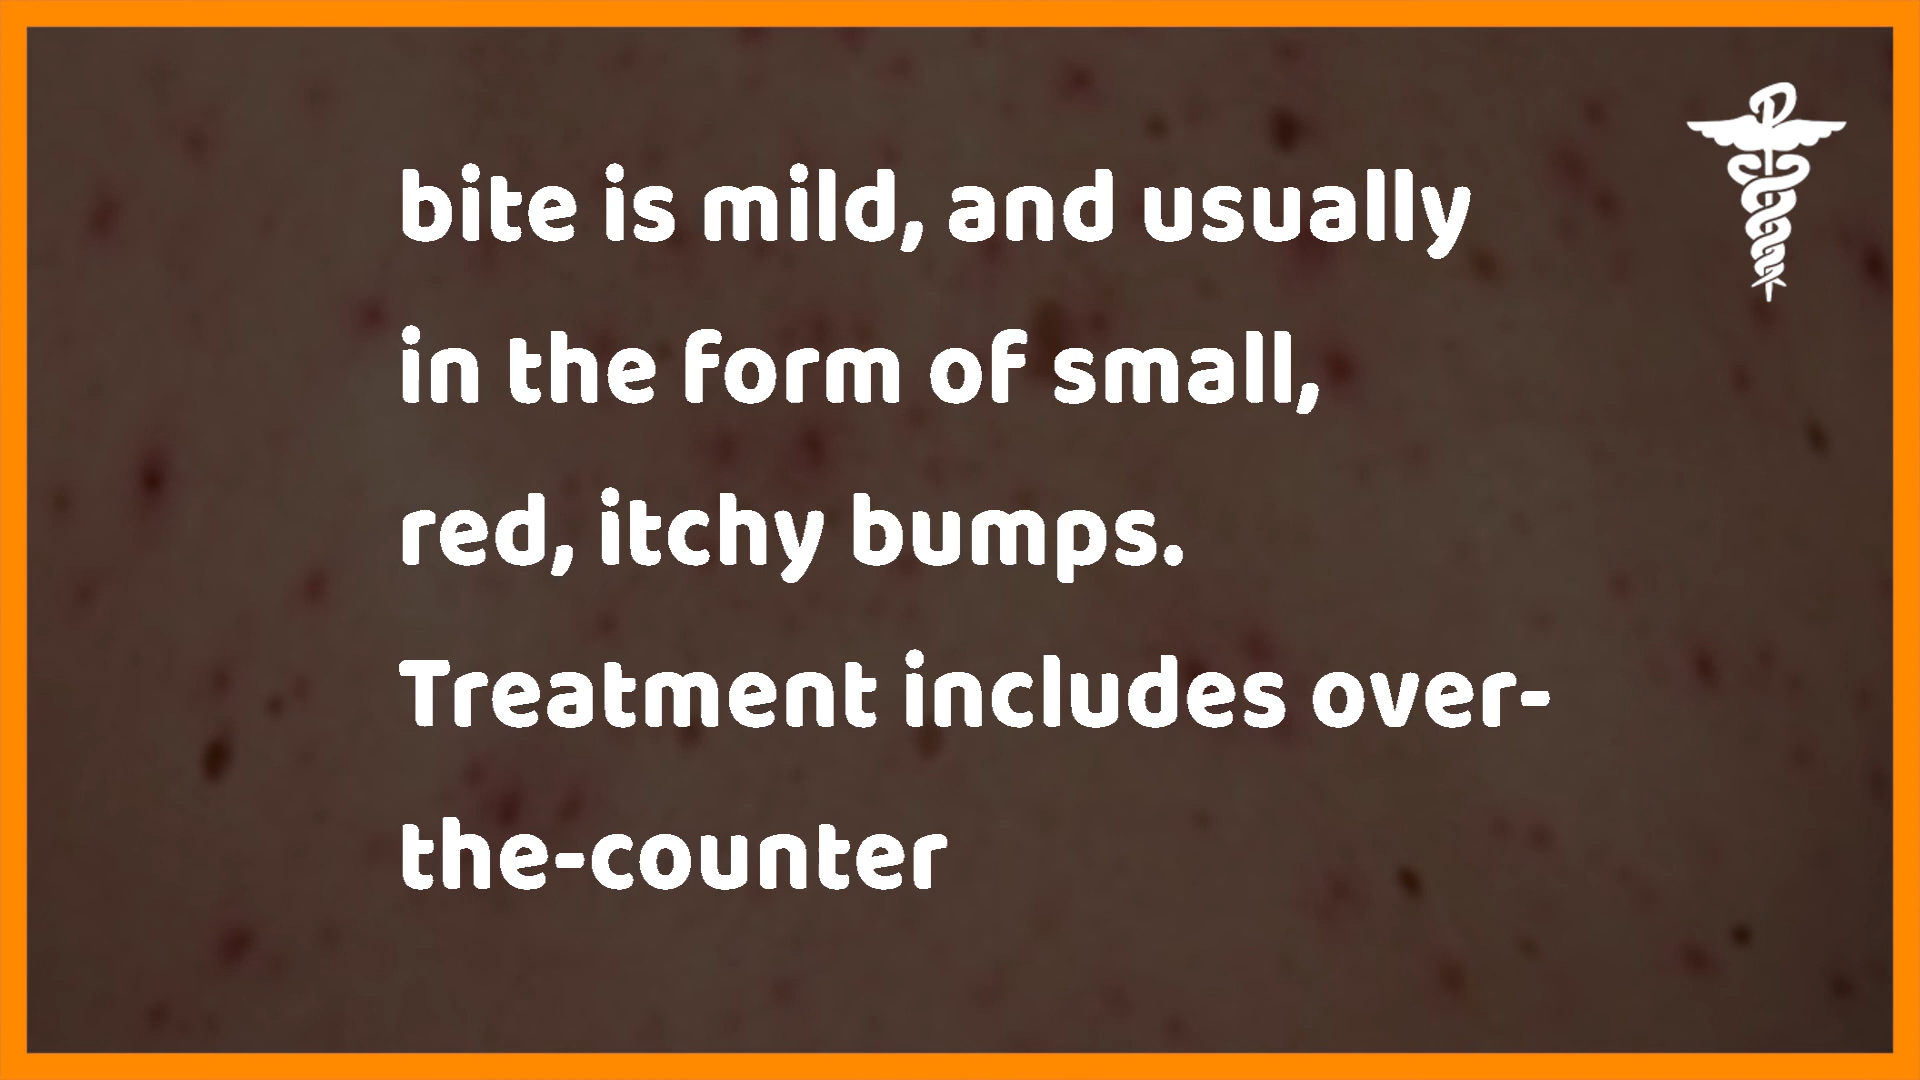 bite is mild, and usually
in the form of small,
red, itchy bumps.
Treatment includes over-
the-counter